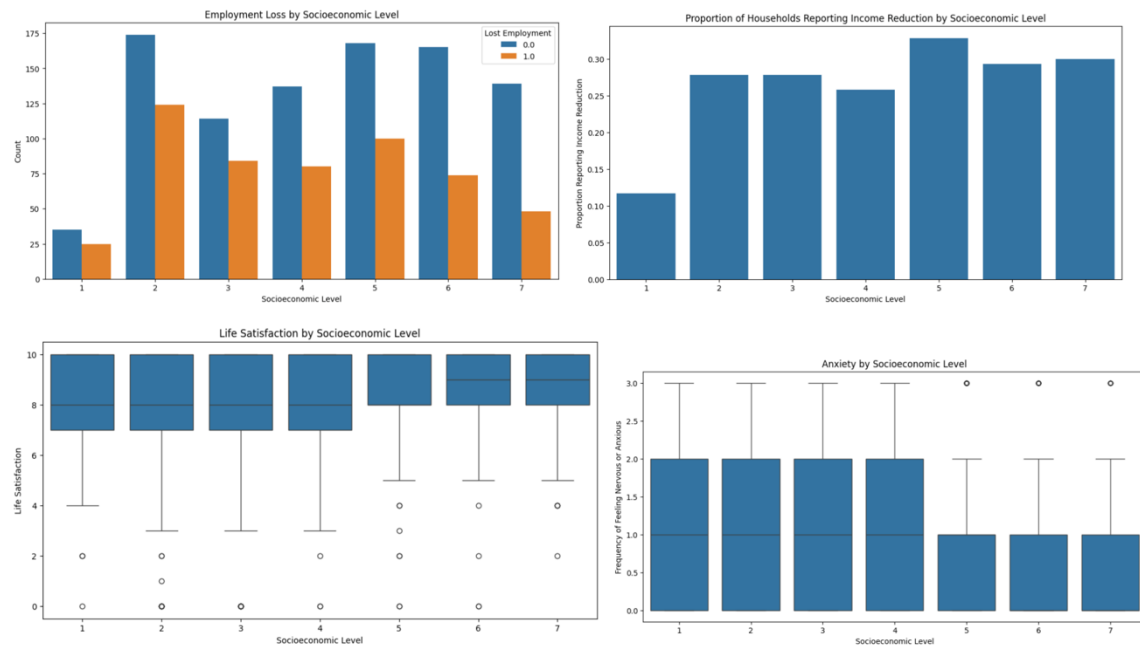 Employment Loss by Socioeconomic Level
Lost Employment
0.0
1.0
175
150
125
100
75
50
25
0
Count
1 2 3 4 5 6 7
Socioeconomic Level
Proportion of Households Reporting Income Reduction by Socioeconomic Level
0.30
0.25
0.20
0.15
0.10
0.05
0.00
Proportion Reporting Income Reduction
1 2 3 4 5 6 7
Socioeconomic Level
Life Satisfaction by Socioeconomic Level
10
8
6
4
2
0
Life Satisfaction
1 2 3 4 5 6 7
Socioeconomic Level
Anxiety by Socioeconomic Level
3.0
2.5
2.0
1.5
1.0
0.5
0.0
Frequency of Feeling Nervous or Anxious
1 2 3 4 5 6 7
Socioeconomic Level